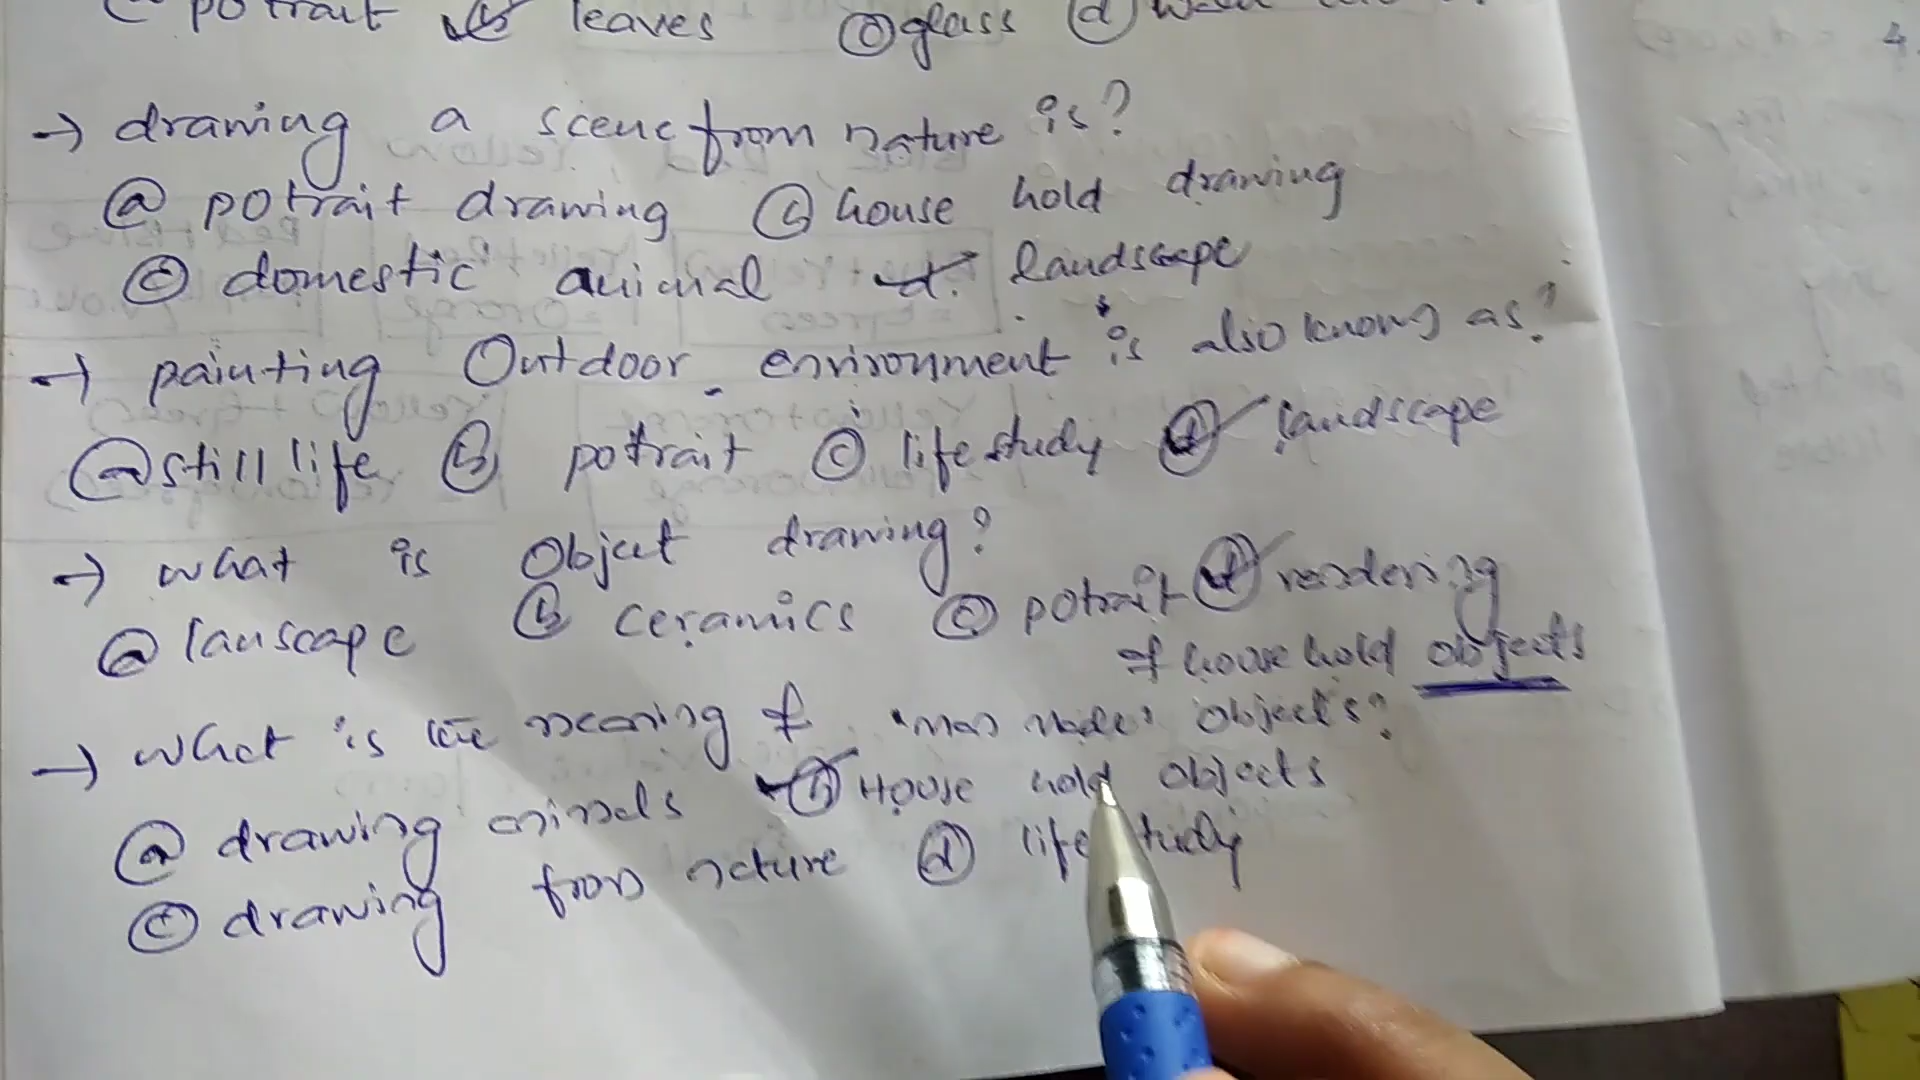 potrait b leaves c glass d
→ drawing a scene from nature is?
a potrait drawing b house hold drawing
c domestic animal d. landscape
→ painting Outdoor environment is also known as?
a still life b potrait c life study d landscape
→ what is Object drawing?
a lanscape b ceramics c potrait d rendering
of house hold objects
→ what is the meaning of 'man made' objects?
a drawing animals b House hold objects
c drawing from nature d life study
4.